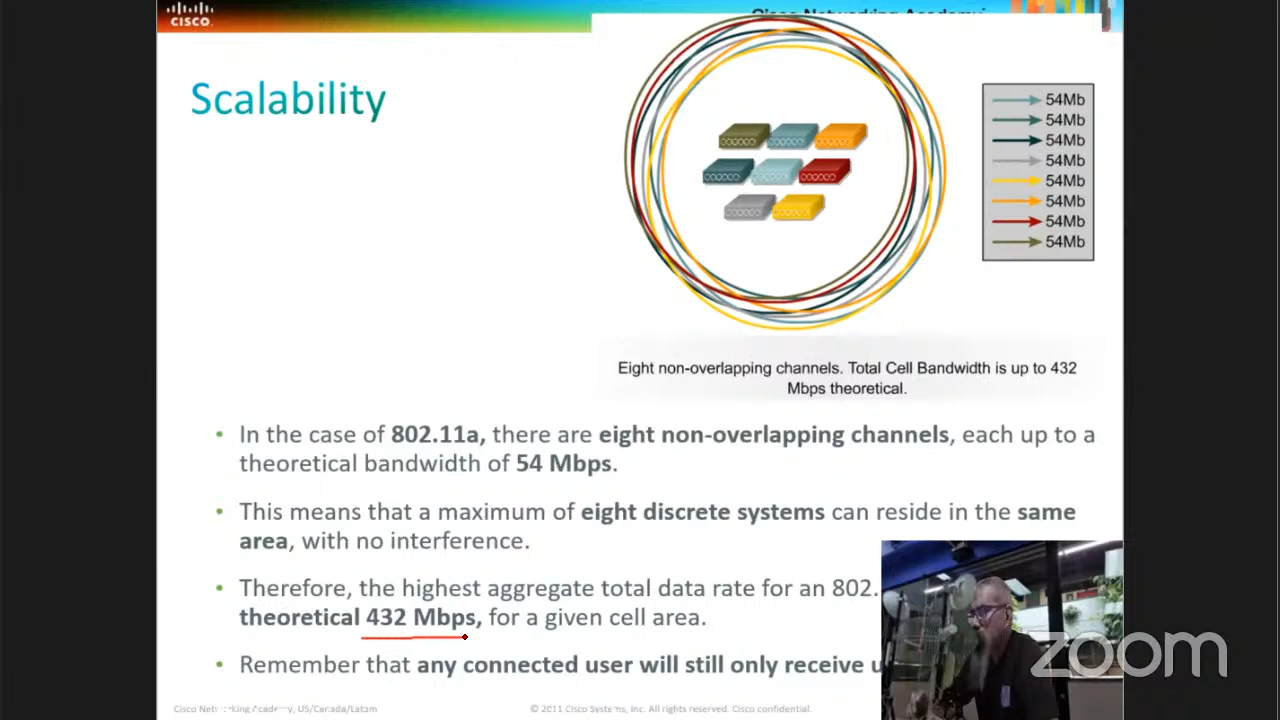 CISCO
Cisco Networking Academy
Scalability
54Mb
54Mb
54Mb
54Mb
54Mb
54Mb
54Mb
54Mb
Eight non-overlapping channels. Total Cell Bandwidth is up to 432
Mbps theoretical.
• In the case of 802.11a, there are eight non-overlapping channels, each up to a
theoretical bandwidth of 54 Mbps.
• This means that a maximum of eight discrete systems can reside in the same
area, with no interference.
• Therefore, the highest aggregate total data rate for an 802.
theoretical 432 Mbps, for a given cell area.
• Remember that any connected user will still only receive u
zoom
Cisco Networking Academy, US/Canada/Latam
© 2011 Cisco Systems, Inc. All rights reserved. Cisco confidential.